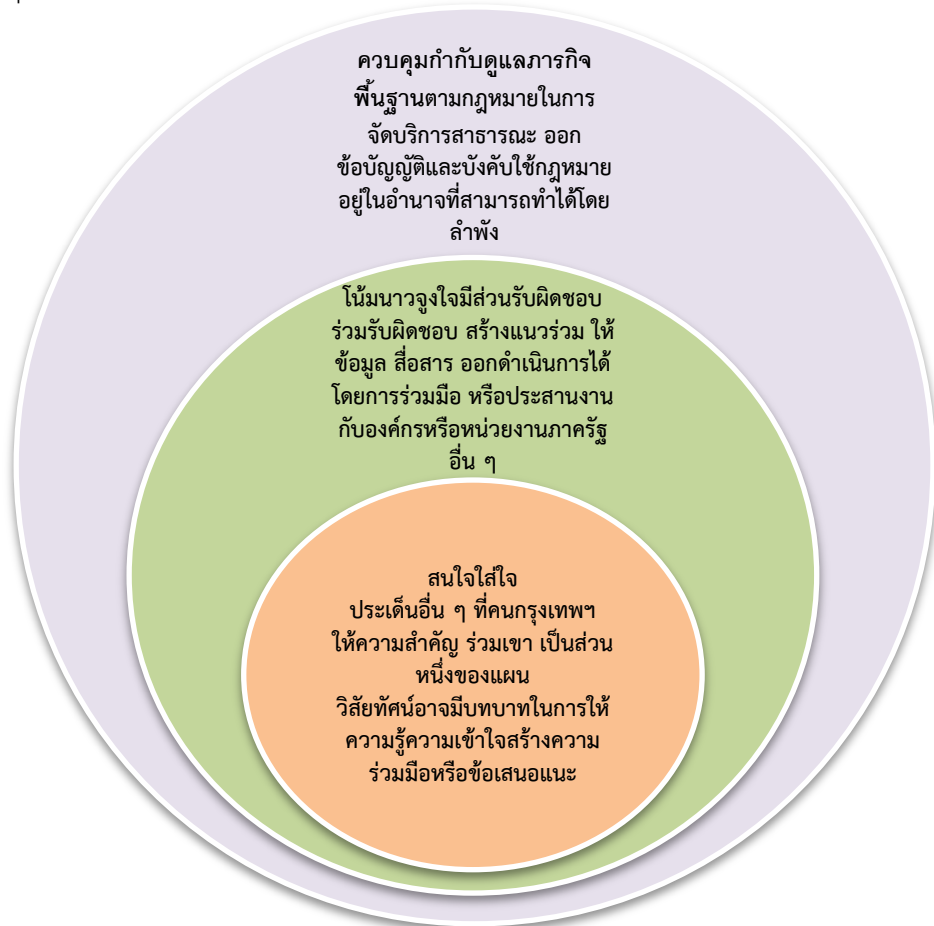 ควบคุมกำกับดูแลภารกิจ
พื้นฐานตามกฎหมายในการ
จัดบริการสาธารณะ ออก
ข้อบัญญัติและบังคับใช้กฎหมาย
อยู่ในอำนาจที่สามารถทำได้โดย
ลำพัง
โน้มนาวจูงใจมีส่วนรับผิดชอบ
ร่วมรับผิดชอบ สร้างแนวร่วม ให้
ข้อมูล สื่อสาร ออกดำเนินการได้
โดยการร่วมมือ หรือประสานงาน
กับองค์กรหรือหน่วยงานภาครัฐ
อื่น ๆ
สนใจใส่ใจ
ประเด็นอื่น ๆ ที่คนกรุงเทพฯ
ให้ความสำคัญ ร่วมเขา เป็นส่วน
หนึ่งของแผน
วิสัยทัศน์อาจมีบทบาทในการให้
ความรู้ความเข้าใจสร้างความ
ร่วมมือหรือข้อเสนอแนะ